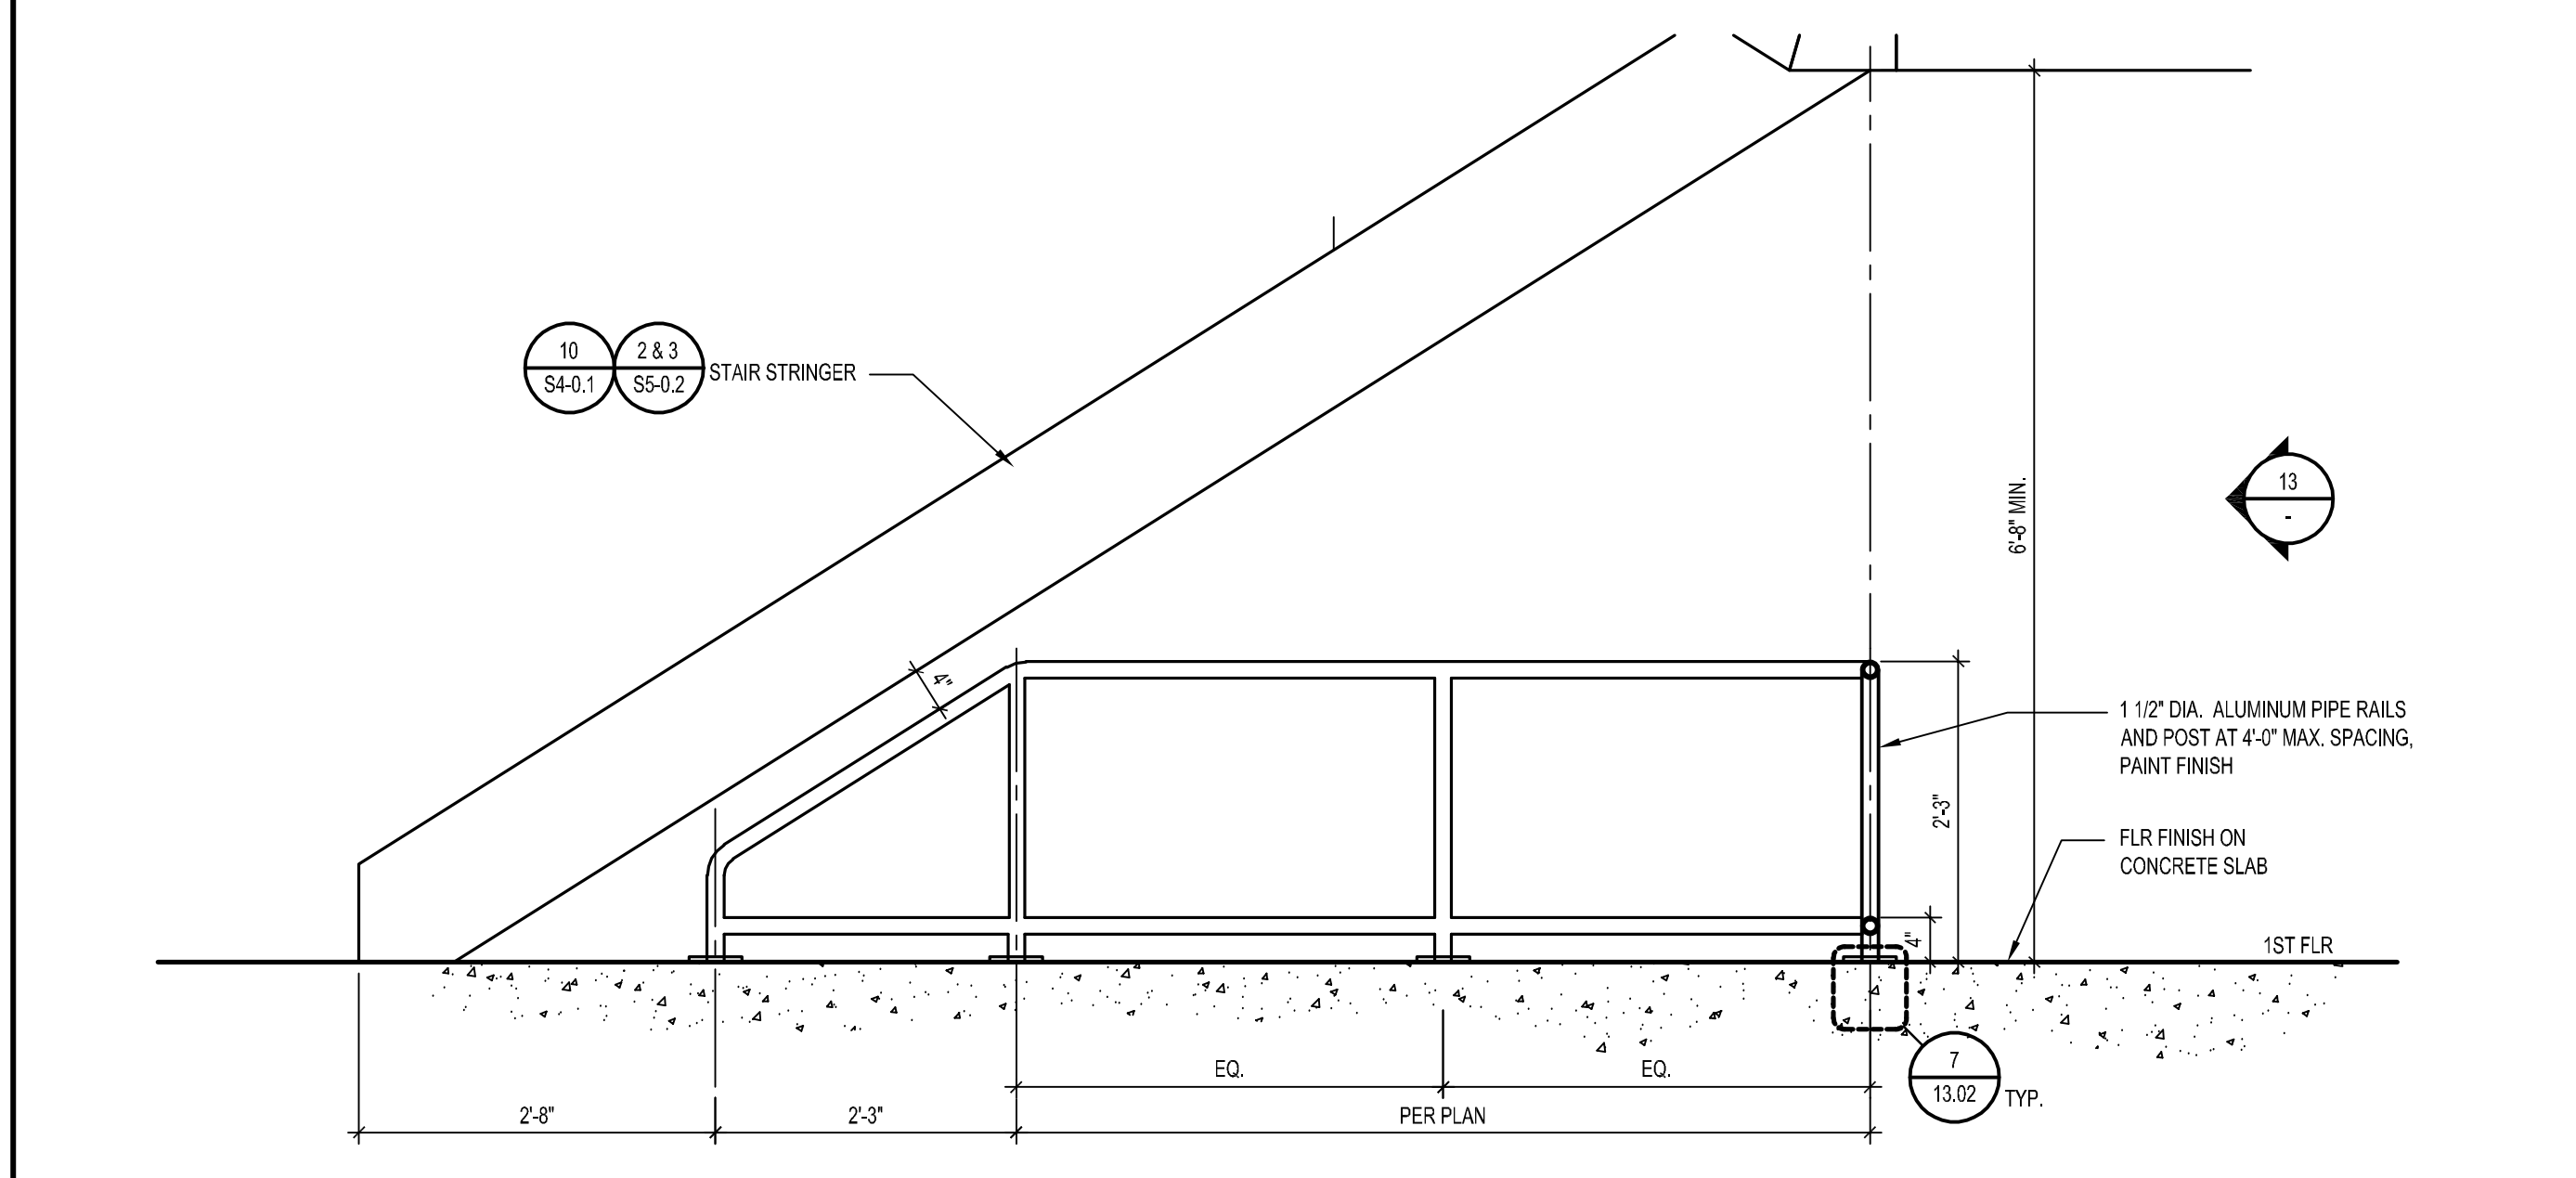 10
S4-0.1
2 & 3
S5-0.2
STAIR STRINGER
6'-8" MIN.
13
-
4"
1 1/2" DIA. ALUMINUM PIPE RAILS
AND POST AT 4'-0" MAX. SPACING,
PAINT FINISH
2'-3"
FLR FINISH ON
CONCRETE SLAB
4"
1ST FLR
EQ.
EQ.
7
13.02
TYP.
2'-8"
2'-3"
PER PLAN